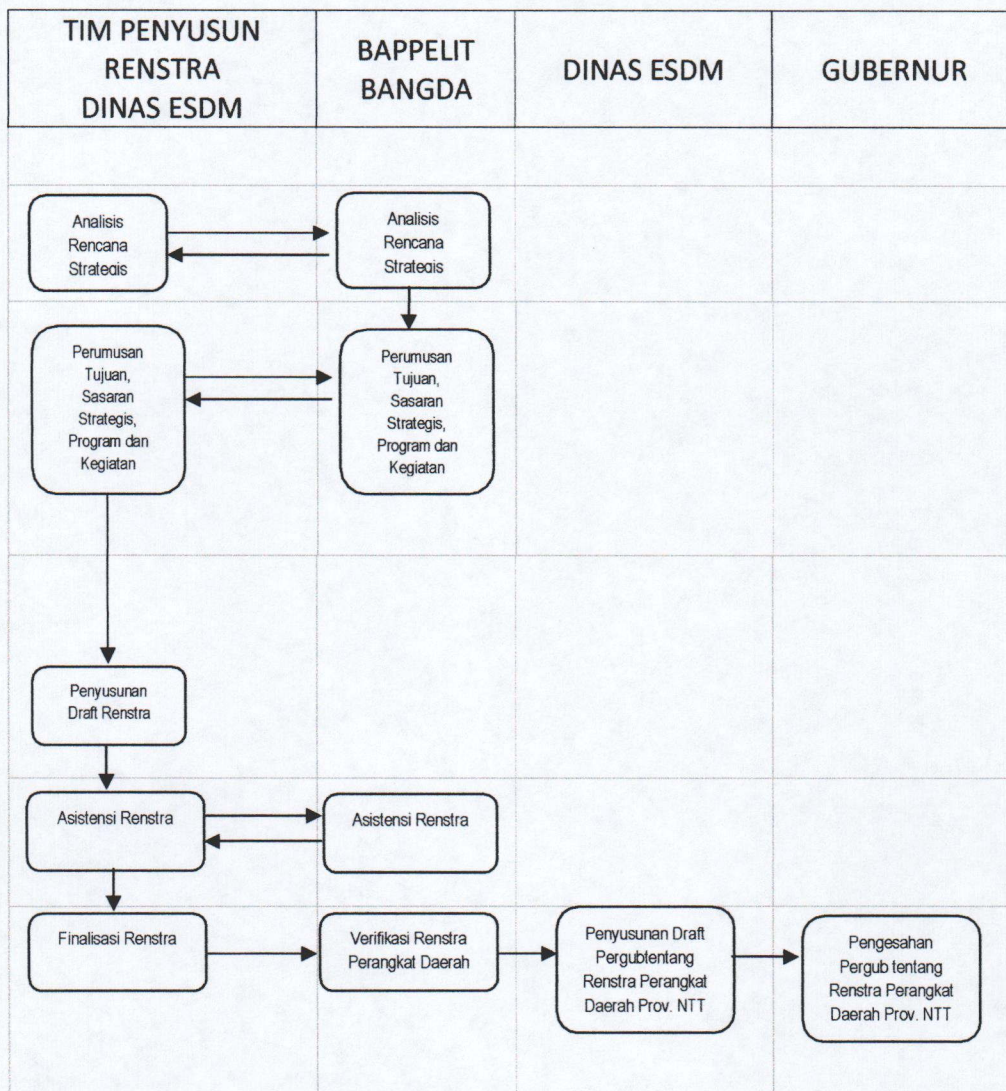 TIM PENYUSUN
RENSTRA
DINAS ESDM
BAPPELIT
BANGDA
DINAS ESDM
GUBERNUR
Analisis
Rencana
Strategis
Analisis
Rencana
Strategis
Perumusan
Tujuan,
Sasaran
Strategis,
Program dan
Kegiatan
Perumusan
Tujuan,
Sasaran
Strategis,
Program dan
Kegiatan
Penyusunan
Draft Renstra
Asistensi Renstra
Asistensi Renstra
Finalisasi Renstra
Verifikasi Renstra
Perangkat Daerah
Penyusunan Draft
Pergubtentang
Renstra Perangkat
Daerah Prov. NTT
Pengesahan
Pergub tentang
Renstra Perangkat
Daerah Prov. NTT